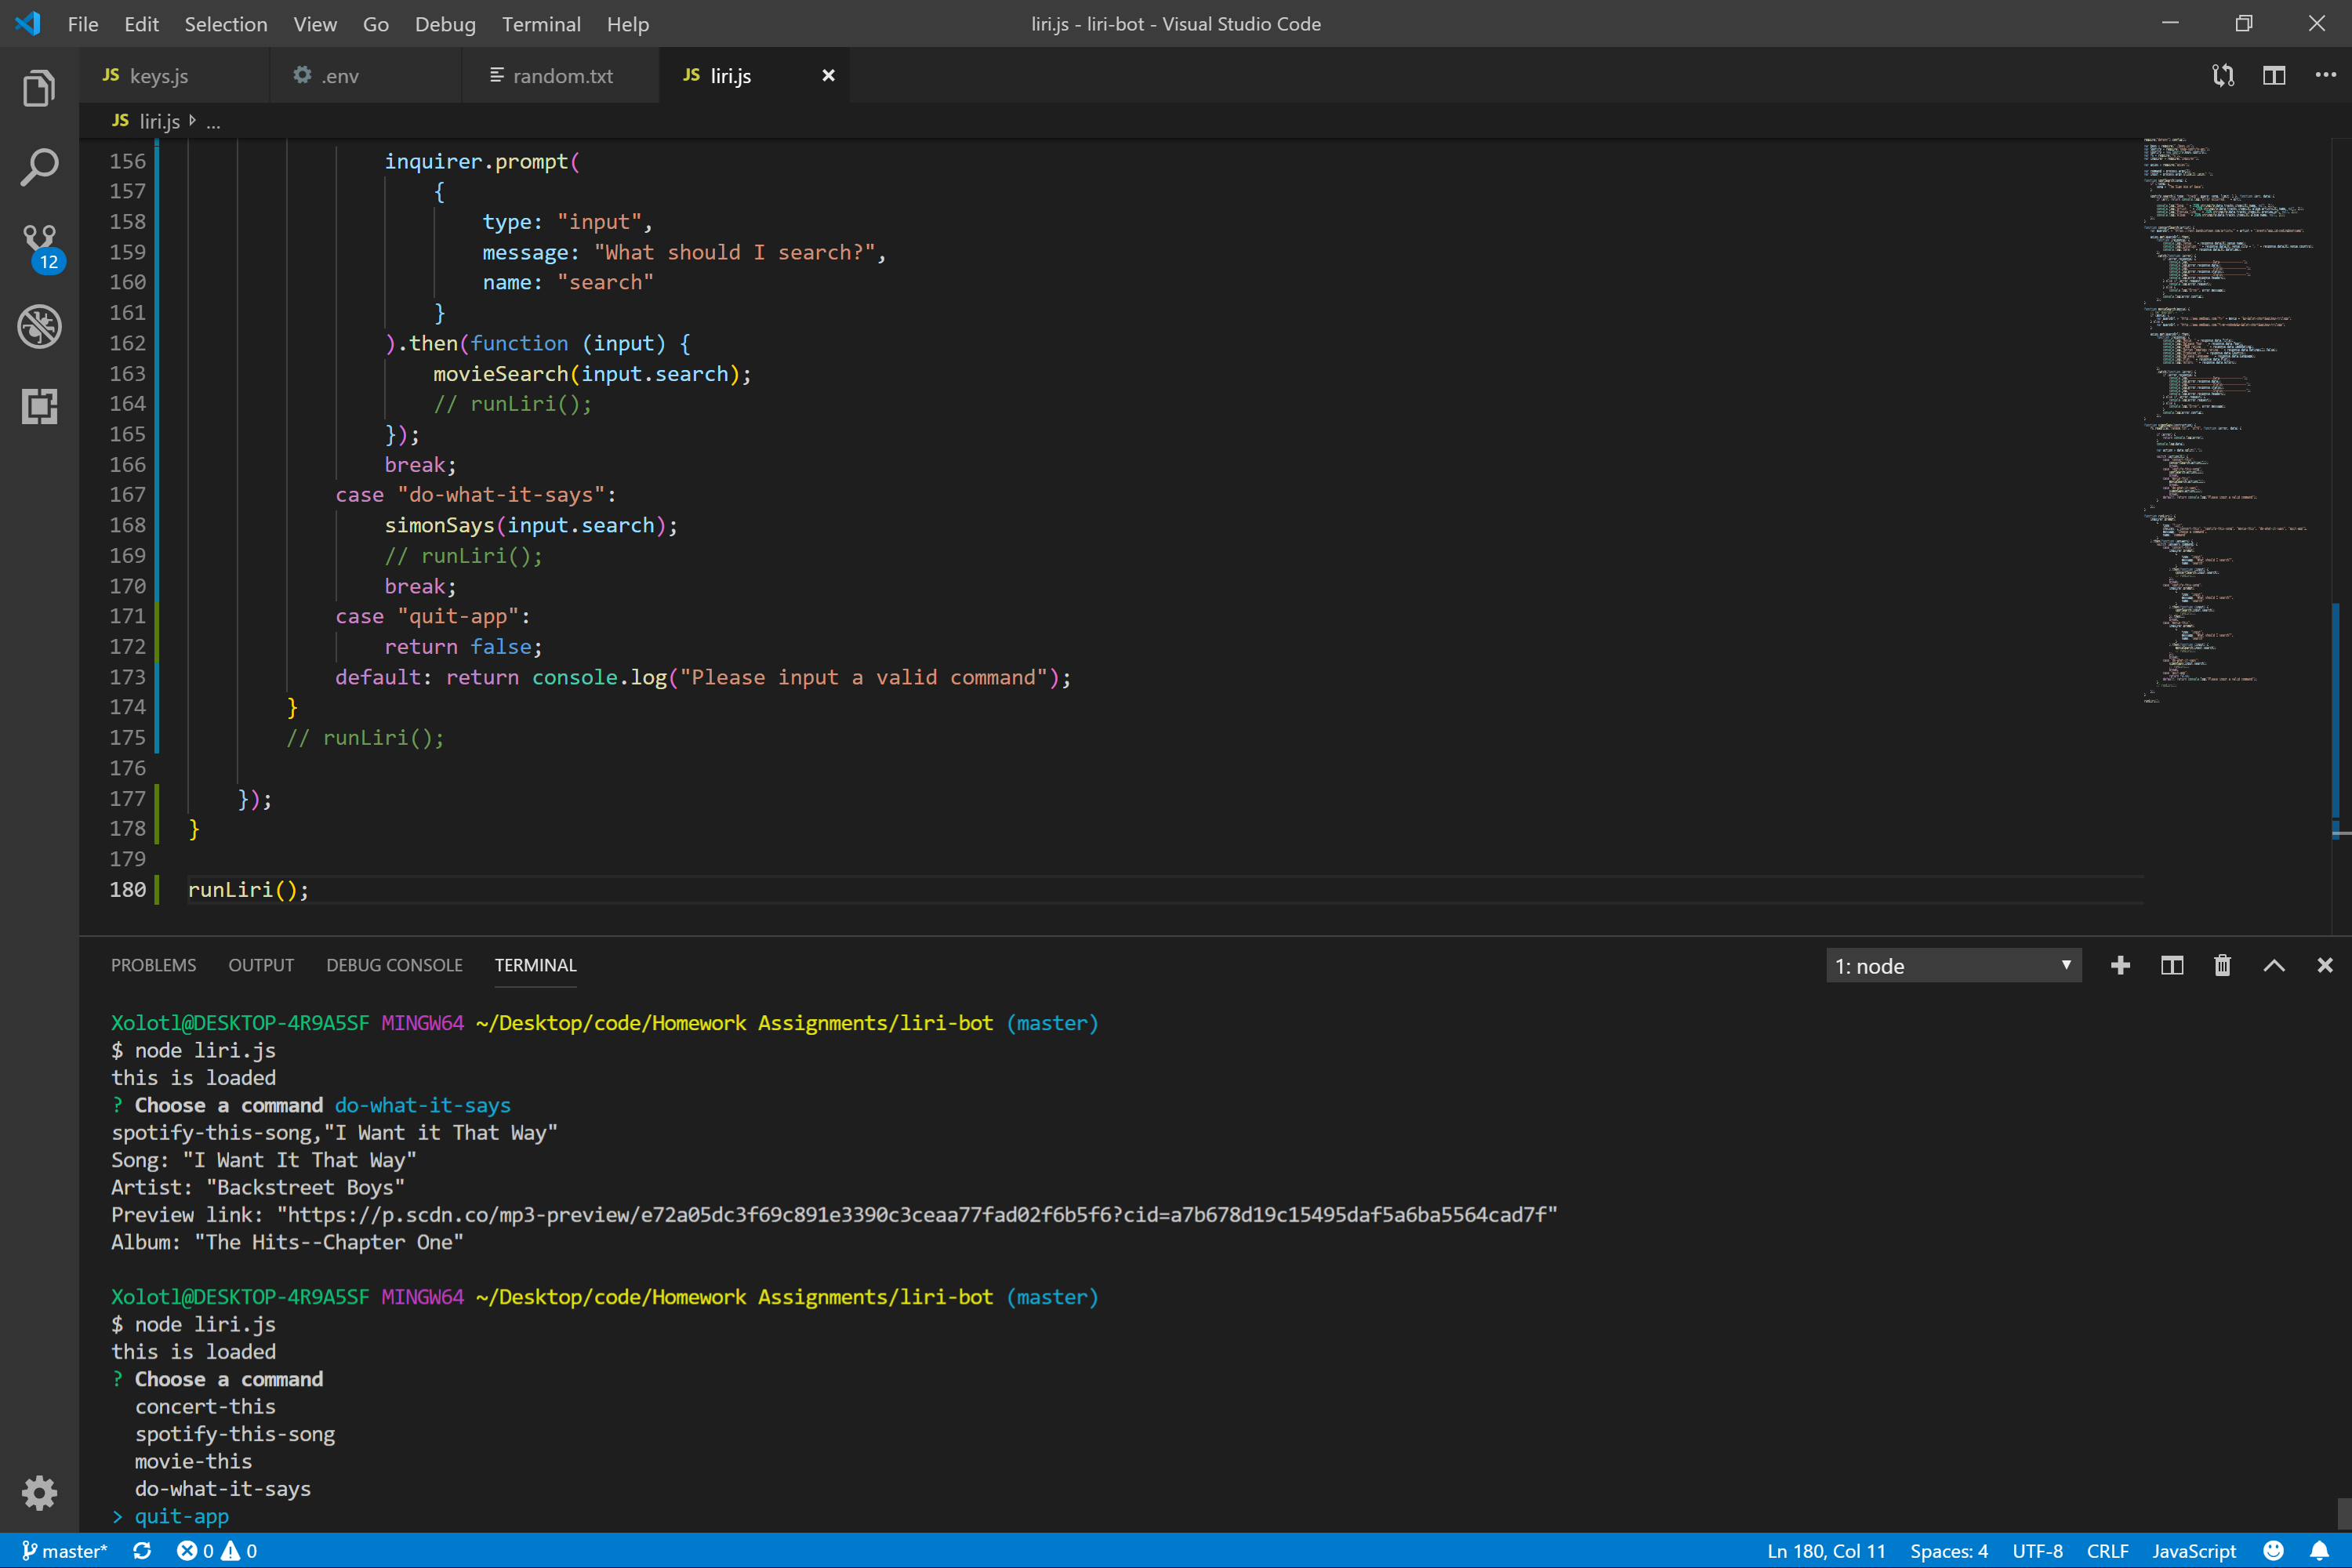 File Edit Selection View Go Debug Terminal Help
liri.js - liri-bot - Visual Studio Code
JS keys.js
.env
random.txt
JS liri.js
JS liri.js ...
12
156 inquirer.prompt(
157 {
158 type: "input",
159 message: "What should I search?",
160 name: "search"
161 }
162 ).then(function (input) {
163 movieSearch(input.search);
164 // runLiri();
165 });
166 break;
167 case "do-what-it-says":
168 simonSays(input.search);
169 // runLiri();
170 break;
171 case "quit-app":
172 return false;
173 default: return console.log("Please input a valid command");
174 }
175 // runLiri();
176
177 });
178 }
179
180 runLiri();
PROBLEMS OUTPUT DEBUG CONSOLE TERMINAL
1: node
Xolotl@DESKTOP-4R9A5SF MINGW64 ~/Desktop/code/Homework Assignments/liri-bot (master)
$ node liri.js
this is loaded
? Choose a command do-what-it-says
spotify-this-song,"I Want it That Way"
Song: "I Want It That Way"
Artist: "Backstreet Boys"
Preview link: "https://p.scdn.co/mp3-preview/e72a05dc3f69c891e3390c3ceaa77fad02f6b5f6?cid=a7b678d19c15495daf5a6ba5564cad7f"
Album: "The Hits--Chapter One"
Xolotl@DESKTOP-4R9A5SF MINGW64 ~/Desktop/code/Homework Assignments/liri-bot (master)
$ node liri.js
this is loaded
? Choose a command
concert-this
spotify-this-song
movie-this
do-what-it-says
> quit-app
master* 0 0
Ln 180, Col 11 Spaces: 4 UTF-8 CRLF JavaScript